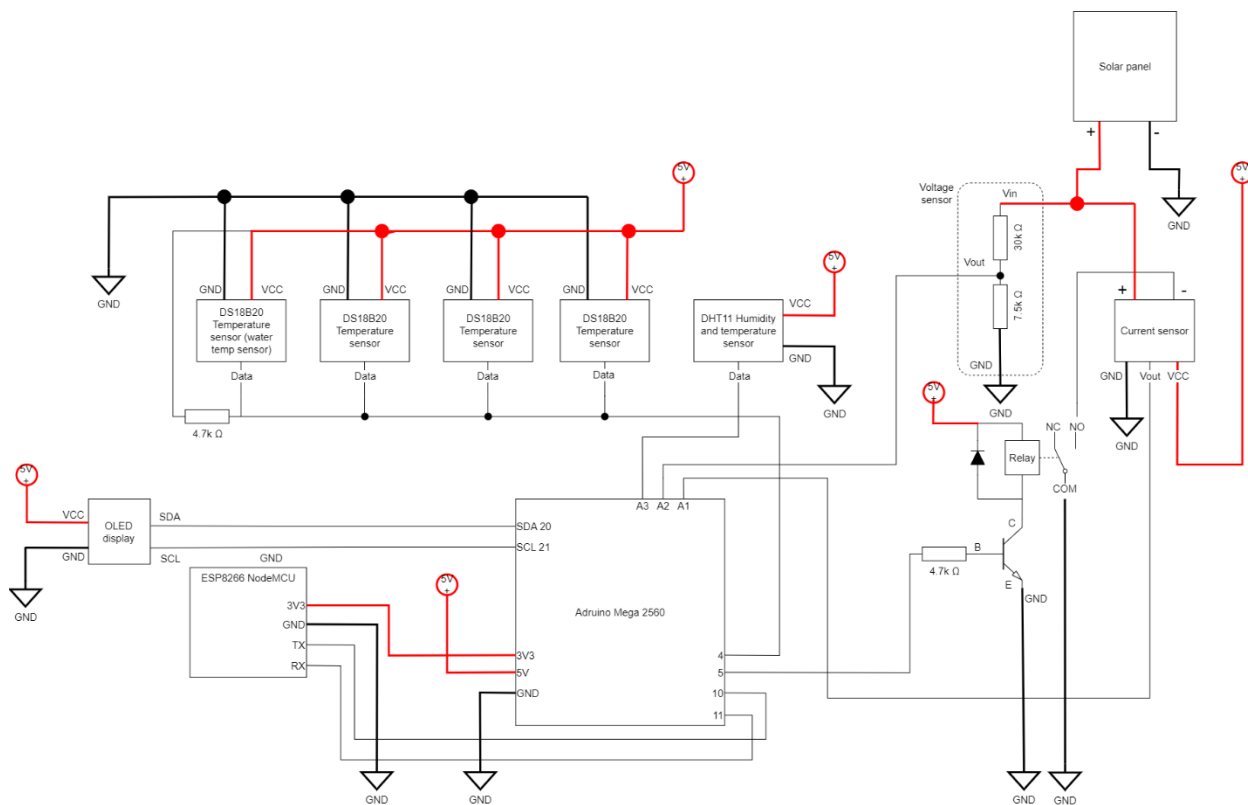 Solar panel
+
-
5V
+
GND
Voltage
sensor
Vin
30k Ω
Vout
7.5k Ω
GND
GND
5V
+
GND
GND
VCC
GND
VCC
GND
VCC
GND
VCC
DS18B20
Temperature
sensor (water
temp sensor)
DS18B20
Temperature
sensor
DS18B20
Temperature
sensor
DS18B20
Temperature
sensor
Data
Data
Data
Data
4.7k Ω
5V
+
VCC
DHT11 Humidity
and temperature
sensor
GND
Data
GND
+
-
Current sensor
GND
Vout
VCC
GND
5V
+
Relay
NC
NO
COM
C
B
E
4.7k Ω
GND
GND
GND
5V
+
VCC
GND
OLED
display
SDA
SCL
GND
GND
ESP8266 NodeMCU
3V3
GND
TX
RX
GND
5V
+
A3
A2
A1
SDA 20
SCL 21
Adruino Mega 2560
3V3
5V
GND
4
5
10
11
GND